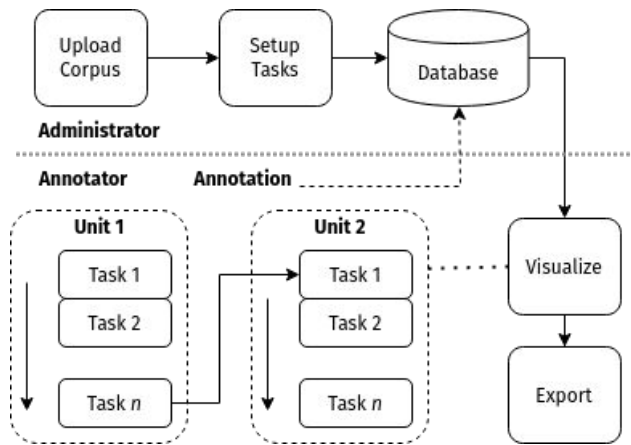 Upload
Corpus
Setup
Tasks
Database
Administrator
Annotator
Annotation
Unit 1
Task 1
Task 2
Task n
Unit 2
Task 1
Task 2
Task n
Visualize
Export